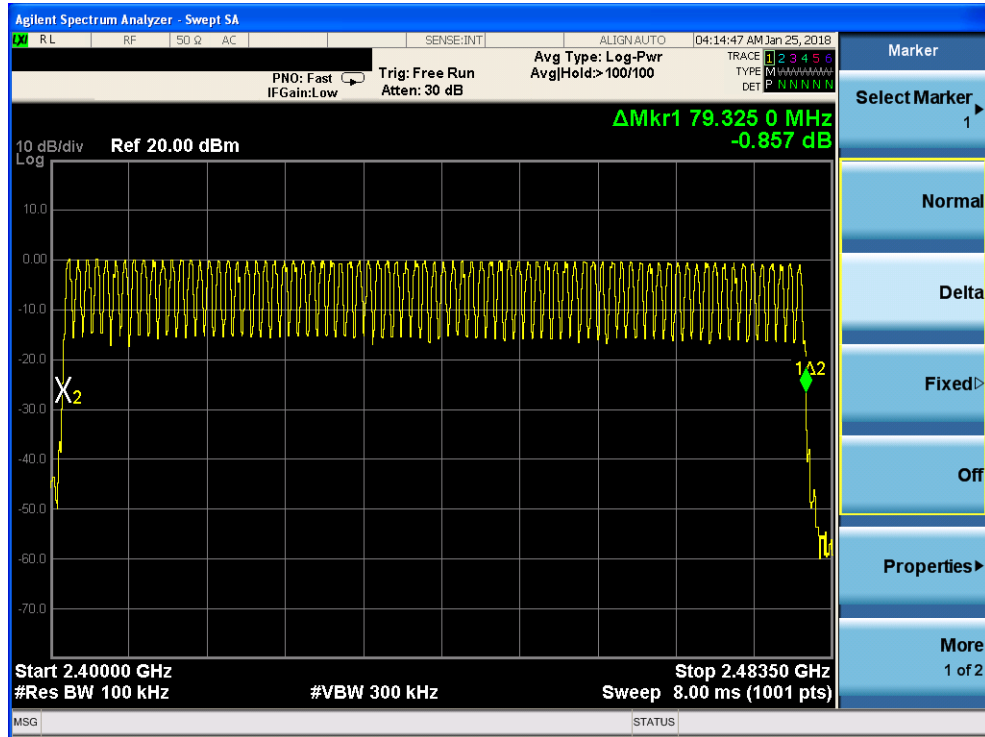 Agilent Spectrum Analyzer - Swept SA
LXI RL RF 50 Ω AC SENSE:INT ALIGNAUTO 04:14:47 AM Jan 25, 2018
Marker
PNO: Fast
IFGain:Low
Trig: Free Run
Atten: 30 dB
Avg Type: Log-Pwr
Avg|Hold:>100/100
TRACE 1 2 3 4 5 6
TYPE M
DET P N N N N N
Select Marker
1
ΔMkr1 79.325 0 MHz
-0.857 dB
10 dB/div
Log
Ref 20.00 dBm
10.0
0.00
-10.0
-20.0
-30.0
-40.0
-50.0
-60.0
-70.0
X2
1Δ2
Normal
Delta
Fixed
Off
Properties
More
1 of 2
Start 2.40000 GHz
Stop 2.48350 GHz
#Res BW 100 kHz
#VBW 300 kHz
Sweep 8.00 ms (1001 pts)
MSG
STATUS